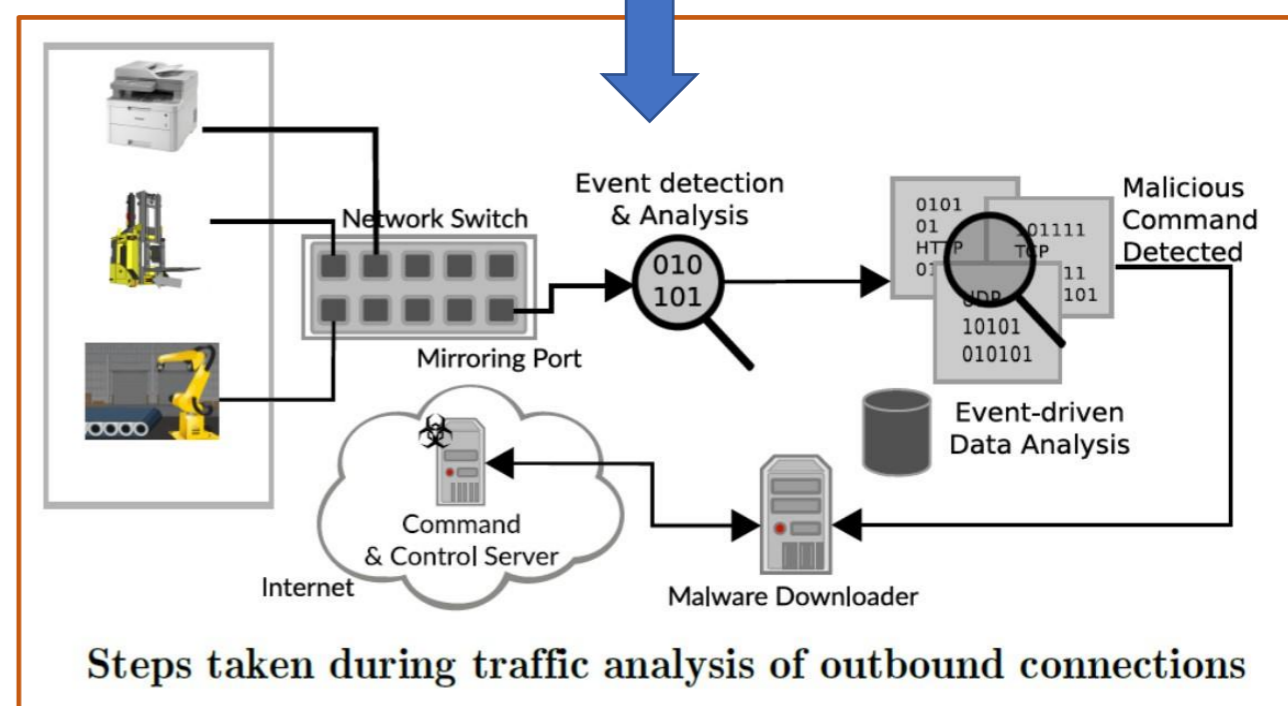 Network Switch
Mirroring Port
Event detection
& Analysis
010
101
0101
01
HTTP
01
101111
TCP
11
101
UDP
10101
010101
Malicious
Command
Detected
Event-driven
Data Analysis
Command
& Control Server
Internet
Malware Downloader
Steps taken during traffic analysis of outbound connections